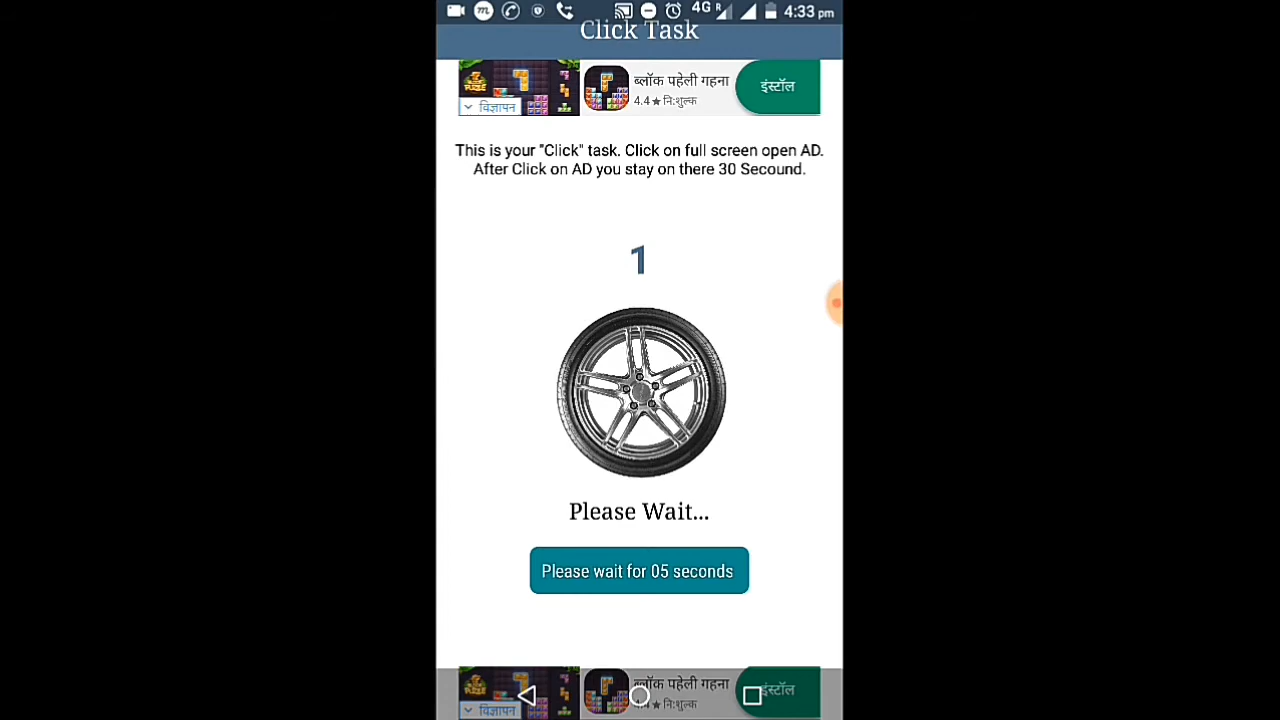 4G R 4:33 pm
Click Task
ब्लॉक पहेली गहना
4.4★ नि:शुल्क
इंस्टॉल
विज्ञापन
This is your "Click" task. Click on full screen open AD.
After Click on AD you stay on there 30 Secound.
1
Please Wait...
Please wait for 05 seconds
ब्लॉक पहेली गहना
4.4★ नि:शुल्क
इंस्टॉल
विज्ञापन